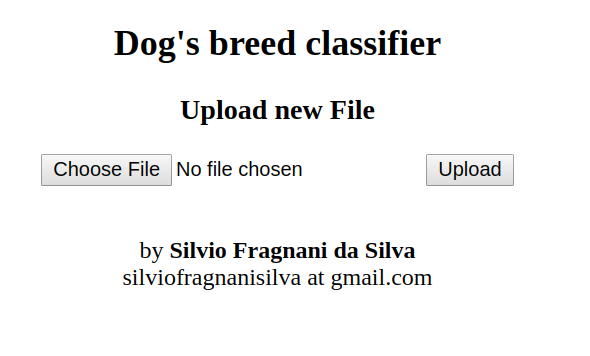 Dog's breed classifier
Upload new File
Choose File No file chosen Upload
by Silvio Fragnani da Silva
silviofragnanisilva at gmail.com